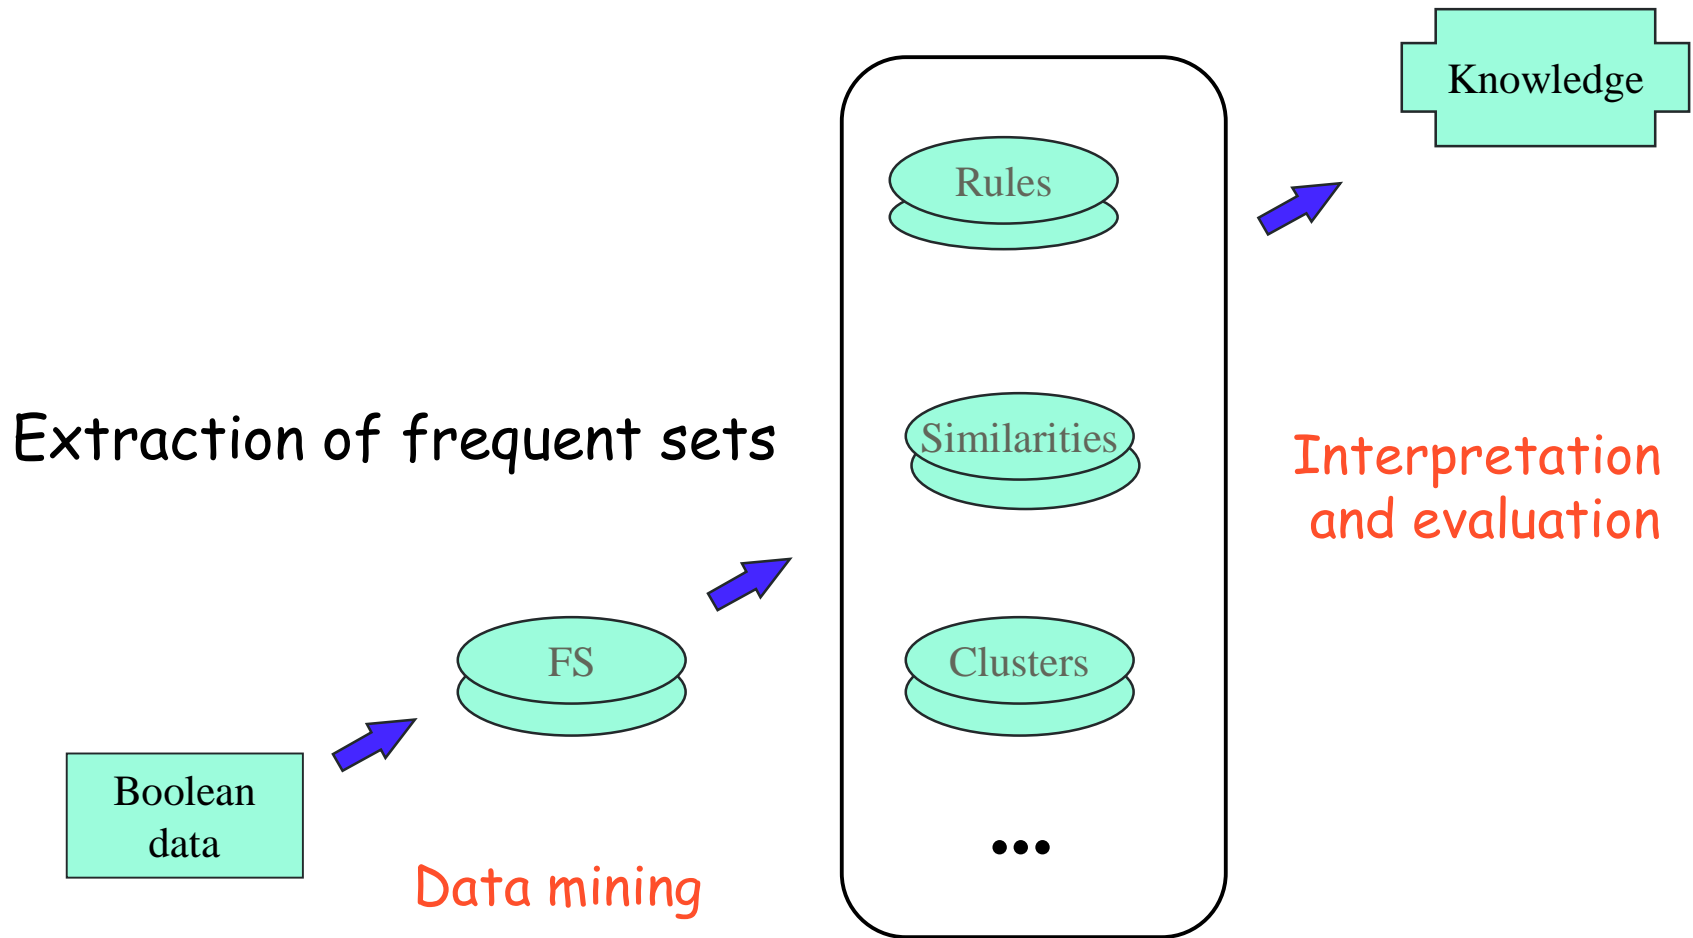 Knowledge
Rules
Extraction of frequent sets
Similarities
Interpretation
and evaluation
FS
Clusters
Boolean
data
Data mining
•••